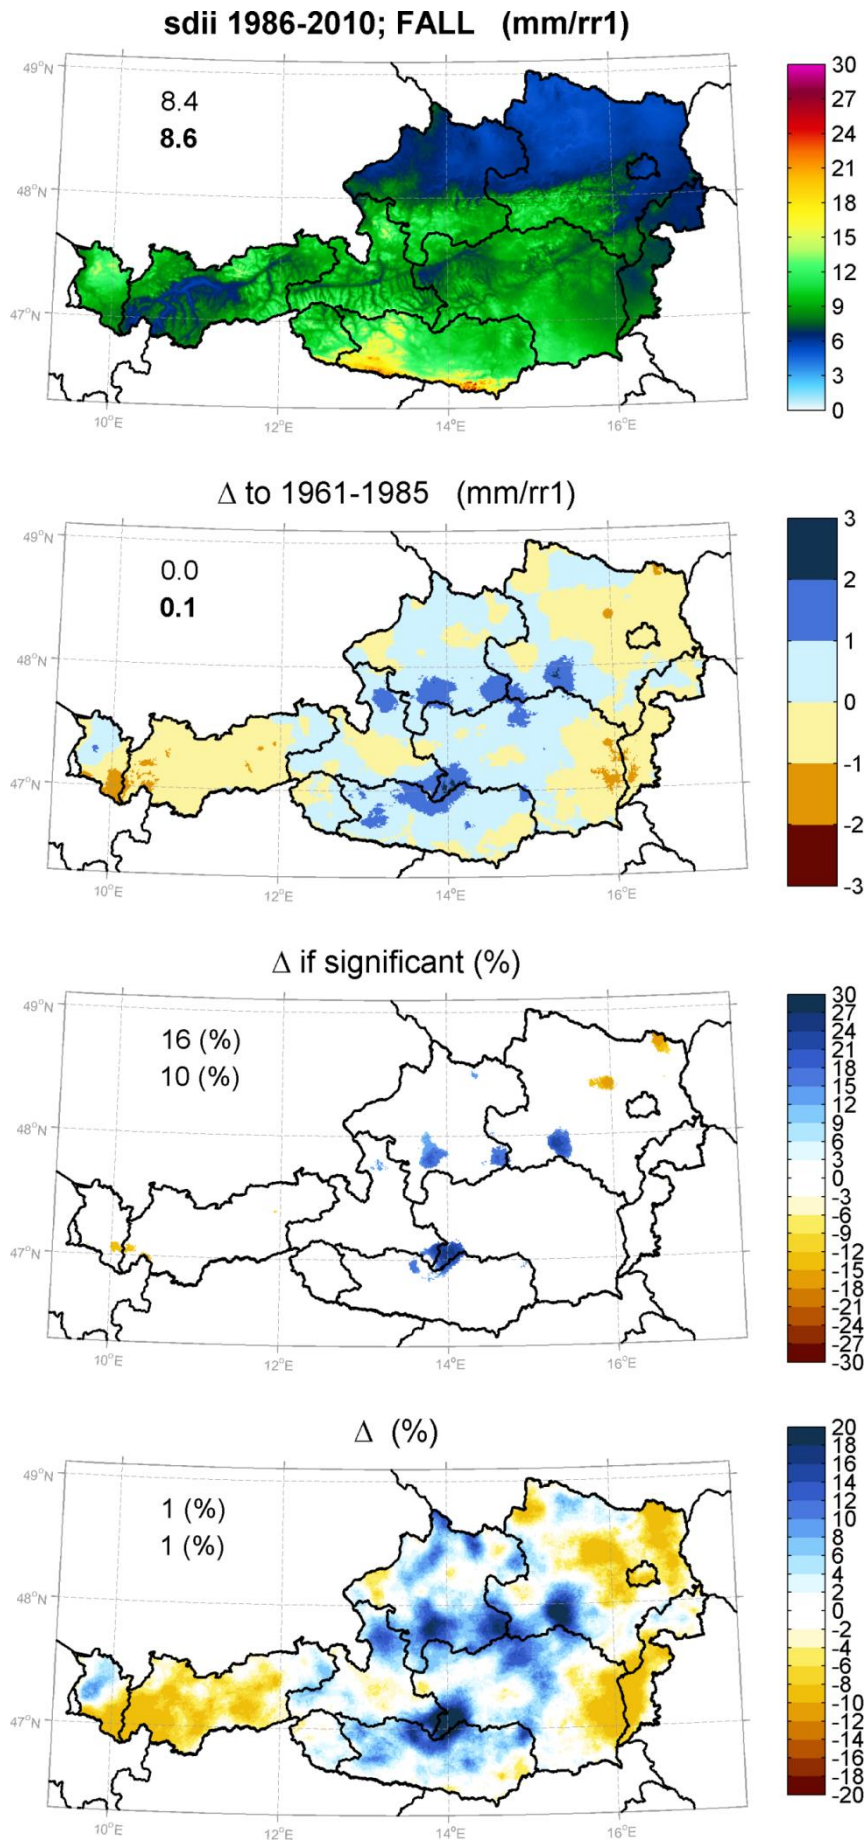 sdii 1986-2010; FALL (mm/rr1)
49°N
48°N
47°N
8.4
8.6
10°E
12°E
14°E
16°E
30
27
24
21
18
15
12
9
6
3
0
Δ to 1961-1985 (mm/rr1)
49°N
48°N
47°N
0.0
0.1
10°E
12°E
14°E
16°E
3
2
1
0
-1
-2
-3
Δ if significant (%)
49°N
48°N
47°N
16 (%)
10 (%)
10°E
12°E
14°E
16°E
30
27
24
21
18
15
12
9
6
3
0
-3
-6
-9
-12
-15
-18
-21
-24
-27
-30
Δ (%)
49°N
48°N
47°N
1 (%)
1 (%)
10°E
12°E
14°E
16°E
20
18
16
14
12
10
8
6
4
2
0
-2
-4
-6
-8
-10
-12
-14
-16
-18
-20